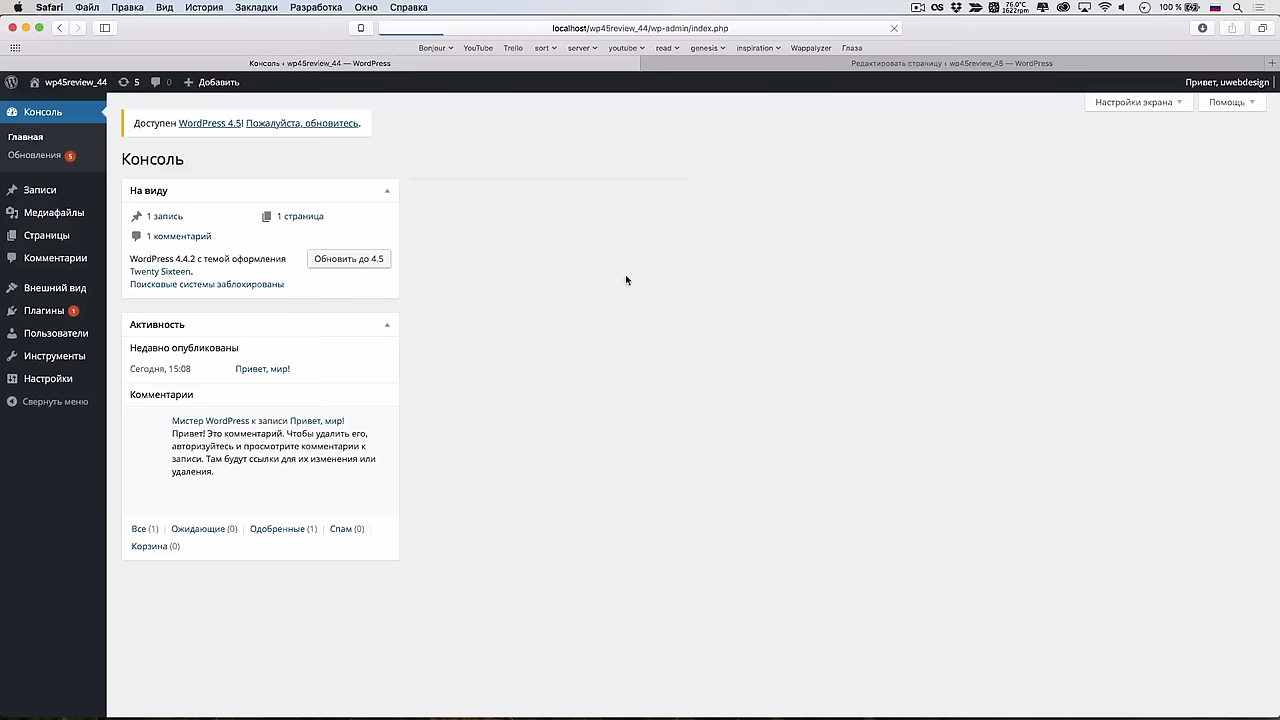 Safari Файл Правка Вид История Закладки Разработка Окно Справка
76.0°C
1622rpm
100 %
localhost/wp45review_44/wp-admin/index.php
Bonjour YouTube Trello sort server youtube read genesis inspiration Wappalyzer Глаза
Консоль ‹ wp45review_44 — WordPress
Редактировать страницу ‹ wp45review_45 — WordPress
wp45review_44 5 0 Добавить
Привет, uwebdesign
Консоль
Главная
Обновления 5
Записи
Медиафайлы
Страницы
Комментарии
Внешний вид
Плагины 1
Пользователи
Инструменты
Настройки
Свернуть меню
Настройки экрана
Помощь
Доступен WordPress 4.5! Пожалуйста, обновитесь.
Консоль
На виду
1 запись
1 страница
1 комментарий
WordPress 4.4.2 с темой оформления
Twenty Sixteen.
Обновить до 4.5
Поисковые системы заблокированы
Активность
Недавно опубликованы
Сегодня, 15:08 Привет, мир!
Комментарии
Мистер WordPress к записи Привет, мир!
Привет! Это комментарий. Чтобы удалить его,
авторизуйтесь и просмотрите комментарии к
записи. Там будут ссылки для их изменения или
удаления.
Все (1) | Ожидающие (0) | Одобренные (1) | Спам (0) |
Корзина (0)